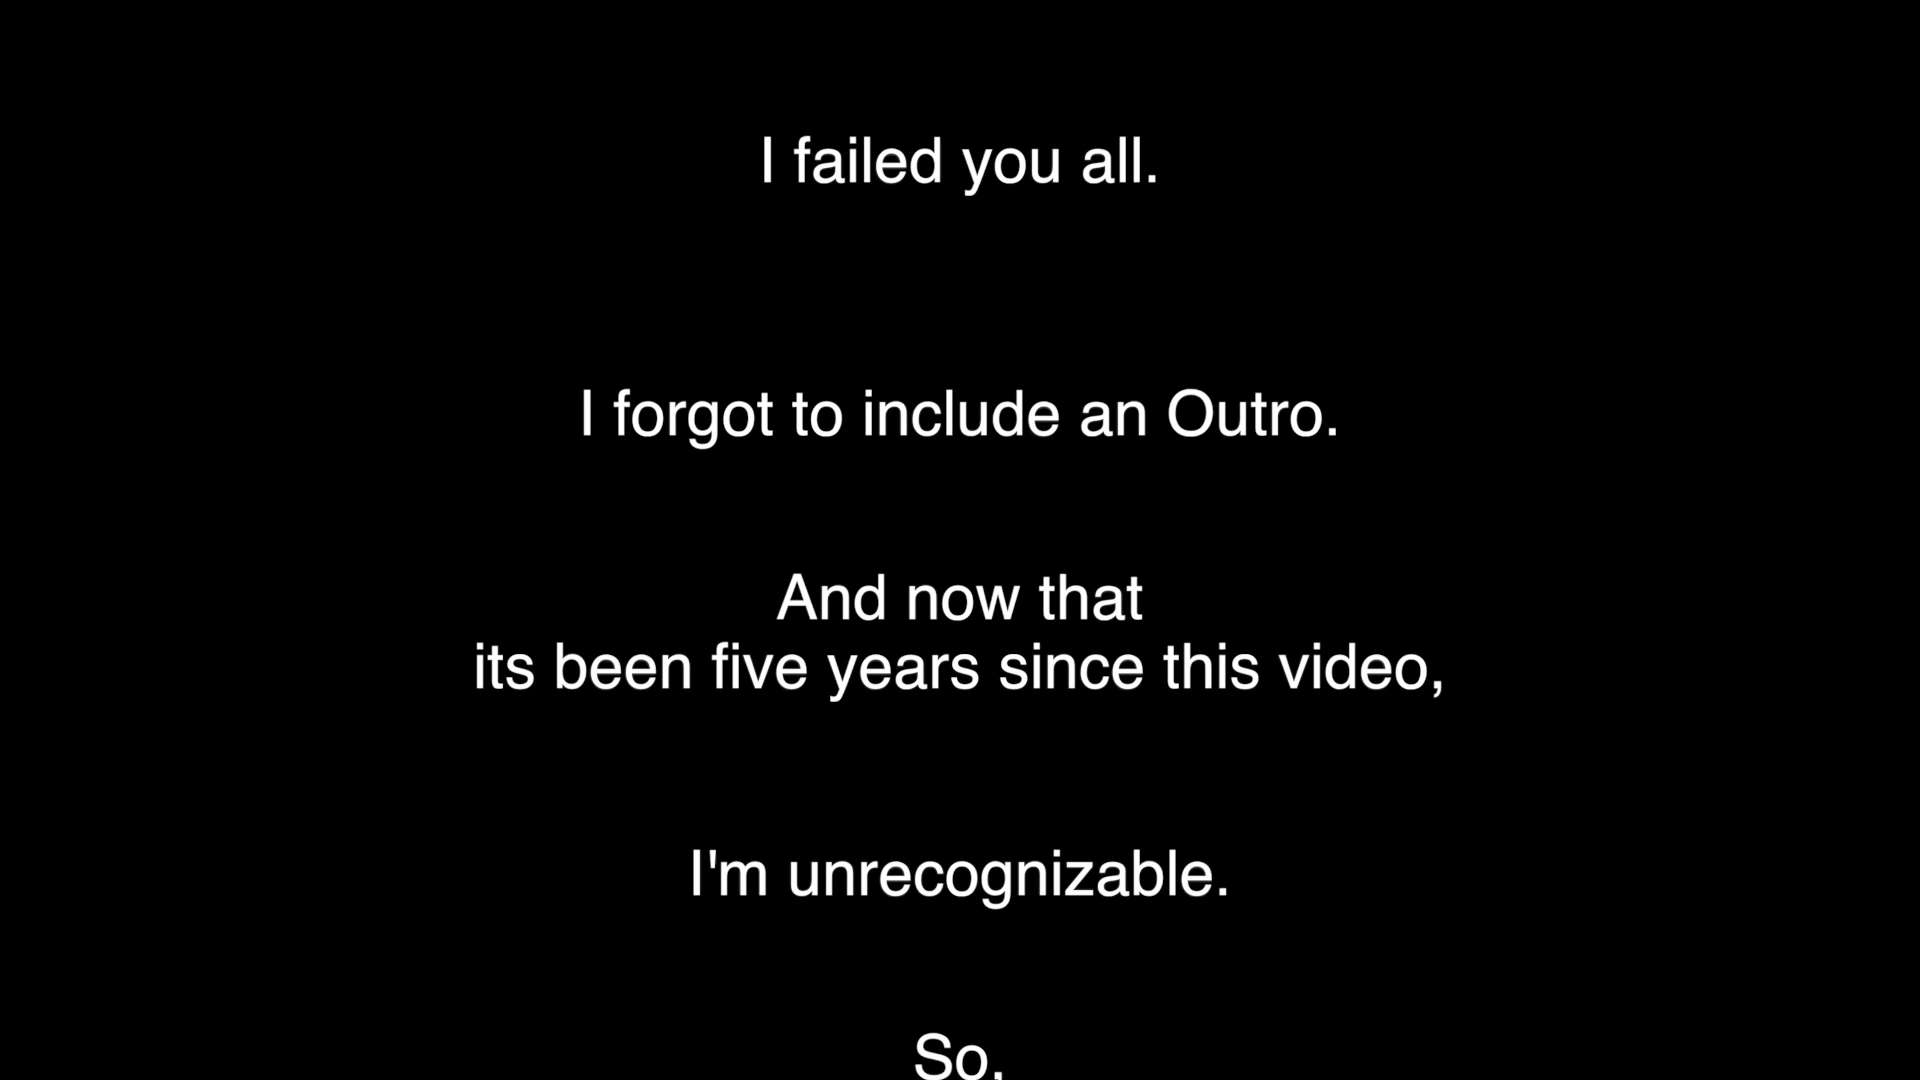 I failed you all.
I forgot to include an Outro.
And now that
its been five years since this video,
I'm unrecognizable.
So,